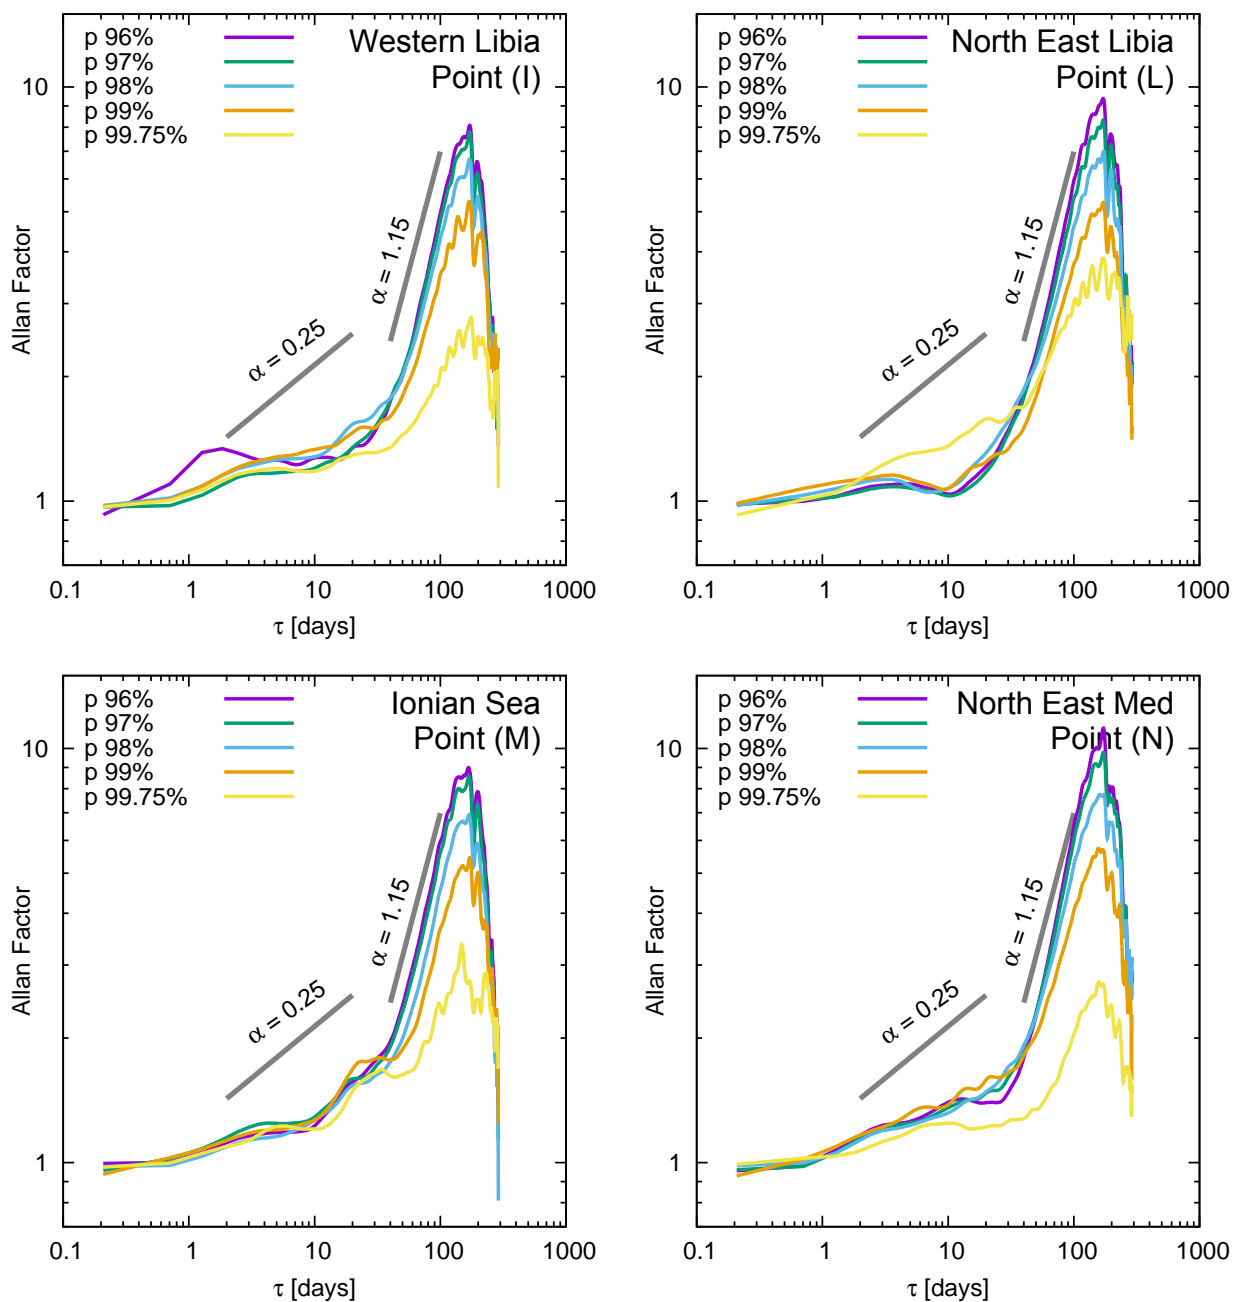 p 96%
p 97%
p 98%
p 99%
p 99.75%
Western Libia
Point (I)
10
1
Allan Factor
α = 0.25
α = 1.15
0.1 1 10 100 1000
τ [days]
p 96%
p 97%
p 98%
p 99%
p 99.75%
North East Libia
Point (L)
10
1
Allan Factor
α = 0.25
α = 1.15
0.1 1 10 100 1000
τ [days]
p 96%
p 97%
p 98%
p 99%
p 99.75%
Ionian Sea
Point (M)
10
1
Allan Factor
α = 0.25
α = 1.15
0.1 1 10 100 1000
τ [days]
p 96%
p 97%
p 98%
p 99%
p 99.75%
North East Med
Point (N)
10
1
Allan Factor
α = 0.25
α = 1.15
0.1 1 10 100 1000
τ [days]